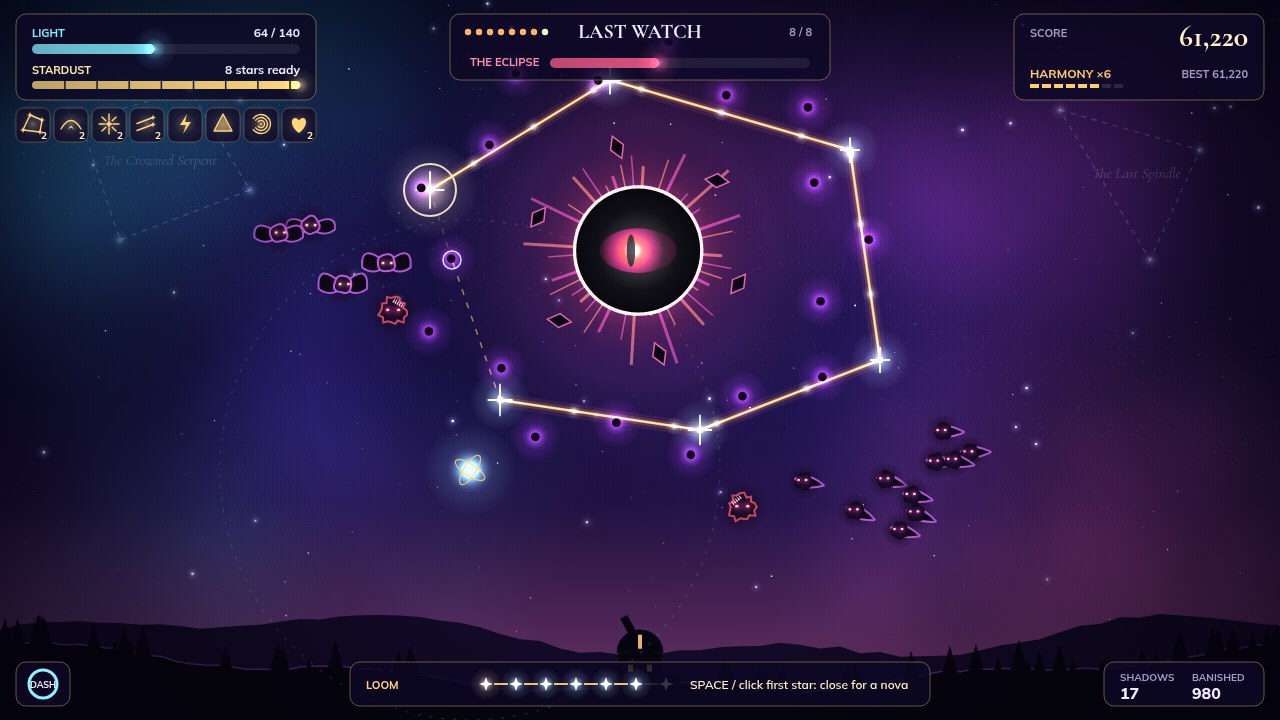 LIGHT 64 / 140
STARDUST 8 stars ready
2 2 2 2 2
LAST WATCH 8 / 8
THE ECLIPSE
SCORE 61,220
HARMONY ×6 BEST 61,220
The Crowned Serpent
The Last Spindle
DASH
LOOM SPACE / click first star: close for a nova
SHADOWS BANISHED
17 980